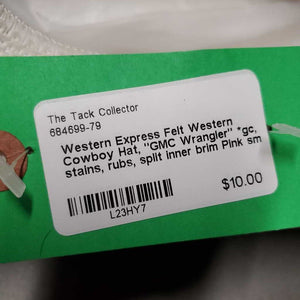 The Tack Collector
684699-79
Western Express Felt Western
Cowboy Hat, "GMC Wrangler" *gc,
stains, rubs, split inner brim Pink sm
$10.00
L23HY7